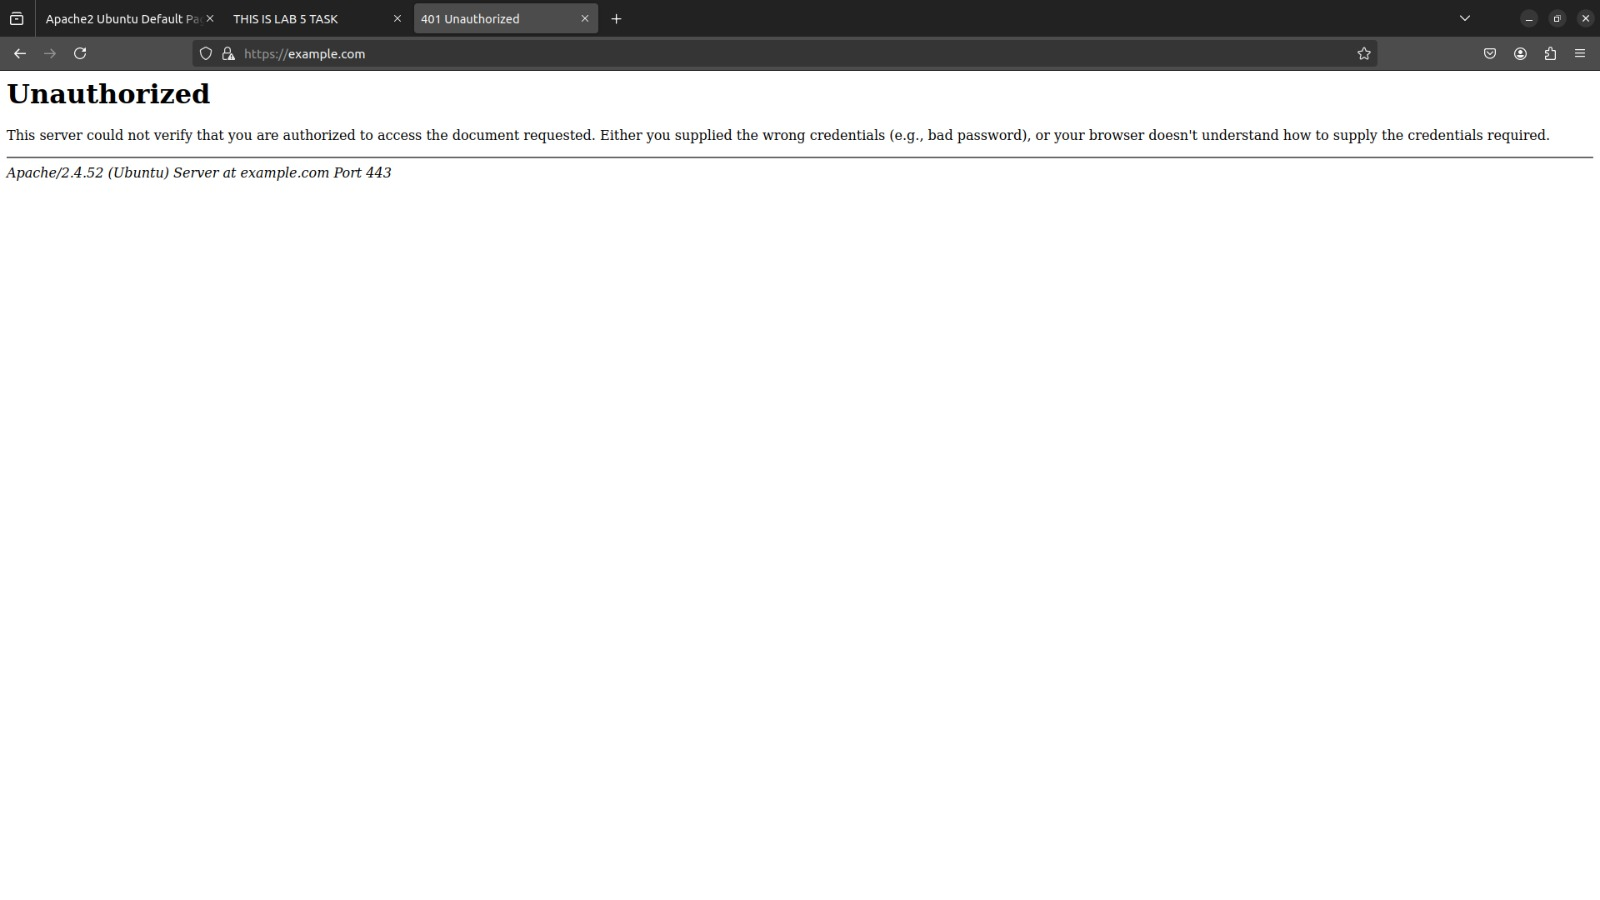 Apache2 Ubuntu Default Pa
THIS IS LAB 5 TASK
401 Unauthorized
https://example.com
Unauthorized
This server could not verify that you are authorized to access the document requested. Either you supplied the wrong credentials (e.g., bad password), or your browser doesn't understand how to supply the credentials required.
Apache/2.4.52 (Ubuntu) Server at example.com Port 443